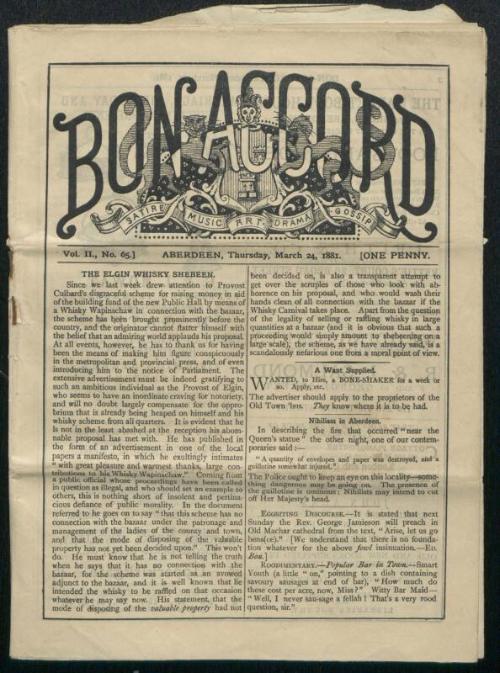 BON ACCORD
AULD
SATIRE MUSIC ART DRAMA GOSSIP
Vol. II., No. 65.] ABERDEEN, Thursday, March 24, 1881. [ONE PENNY.
THE ELGIN WHISKY SHEBEEN.
Since we last week drew attention to Provost
Culbard's disgraceful scheme for raising money in aid
of the building fund of the new Public Hall by means of
a Whisky Wapinschaw in connection with the bazaar,
the scheme has been brought prominently before the
country, and the originator cannot flatter himself with
the belief that an admiring world applauds his proposal.
At all events, however, he has to thank us for having
been the means of making him figure conspicuously
in the metropolitan and provincial press, and of even
introducing him to the notice of Parliament. The
extensive advertisement must be indeed gratifying to
such an ambitious individual as the Provost of Elgin,
who seems to have an inordinate craving for notoriety,
and will no doubt largely compensate for the oppro-
brium that is already being heaped on himself and his
whisky scheme from all quarters. It is evident that he
is not in the least abashed at the reception his abom-
nable proposal has met with. He has published in
the form of an advertisement in one of the local
papers a manifesto, in which he exultingly intimates
"with great pleasure and warmest thanks, large con-
tributions to his Whisky Wapinschaw." Coming from
a public official whose proceedings have been called
in question as illegal, and who should set an example to
others, this is nothing short of insolent and pertina-
cious defiance of public morality. In the document
referred to he goes on to say "that this scheme has no
connection with the bazaar under the patronage and
management of the ladies of the county and town,
and that the mode of disposing of the valuable
property has not yet been decided upon." This won't
do. He must know that he is not telling the truth
when he says that it has no connection with the
bazaar, for the scheme was started as an avowed
adjunct to the bazaar, and it is well known that he
intended the whisky to be raffled on that occasion
whatever he may say now. His statement, that the
mode of disposing of the valuable property had not
been decided on, is also a transparent attempt to
get over the scruples of those who look with ab-
horence on his proposal, and who would wash their
hands clean of all connection with the bazaar if the
Whisky Carnival takes place. Apart from the question
of the legality of selling or raffling whisky in large
quantities at a bazaar (and it is obvious that such a
proceeding would simply amount to shebeening on a
large scale), the scheme, as we have already said, is a
scandalously nefarious one from a moral point of view.
A Want Supplied.
WANTED, to Hire, a BONE-SHAKER for a week or
so. Apply, etc.
The advertiser should apply to the proprietors of the
Old Town 'bus. They know where it is to be had.
Nihilists in Aberdeen.
In describing the fire that occurred "near the
Queen's statue" the other night, one of our contem-
poraries said:—
"A quantity of envelopes and paper was destroyed, and a
guillotine somewhat injured."
The Police ought to keep an eye on this locality—some-
thing dangerous may be going on. The presence of
the guillotine is ominous: Nihilists may intend to cut
off Her Majesty's head.
EGGSITING DISCOURSE.—It is stated that next
Sunday the Rev. George Jamieson will preach in
Old Machar cathedral from the text, "Arise, let us go
hens(ce)." [We understand that there is no founda-
tion whatever for the above fowl insinuation.—ED.
Bon.]
ROODIMENTARY.—Popular Bar in Town.—Smart
Youth (a little "on," pointing to a dish containing
savoury sausages at end of bar), "How much do
these cost per acre, now, Miss?" Witty Bar Maid—
"Well, I never sau-sage a fellah! That's a very rood
question, sir."